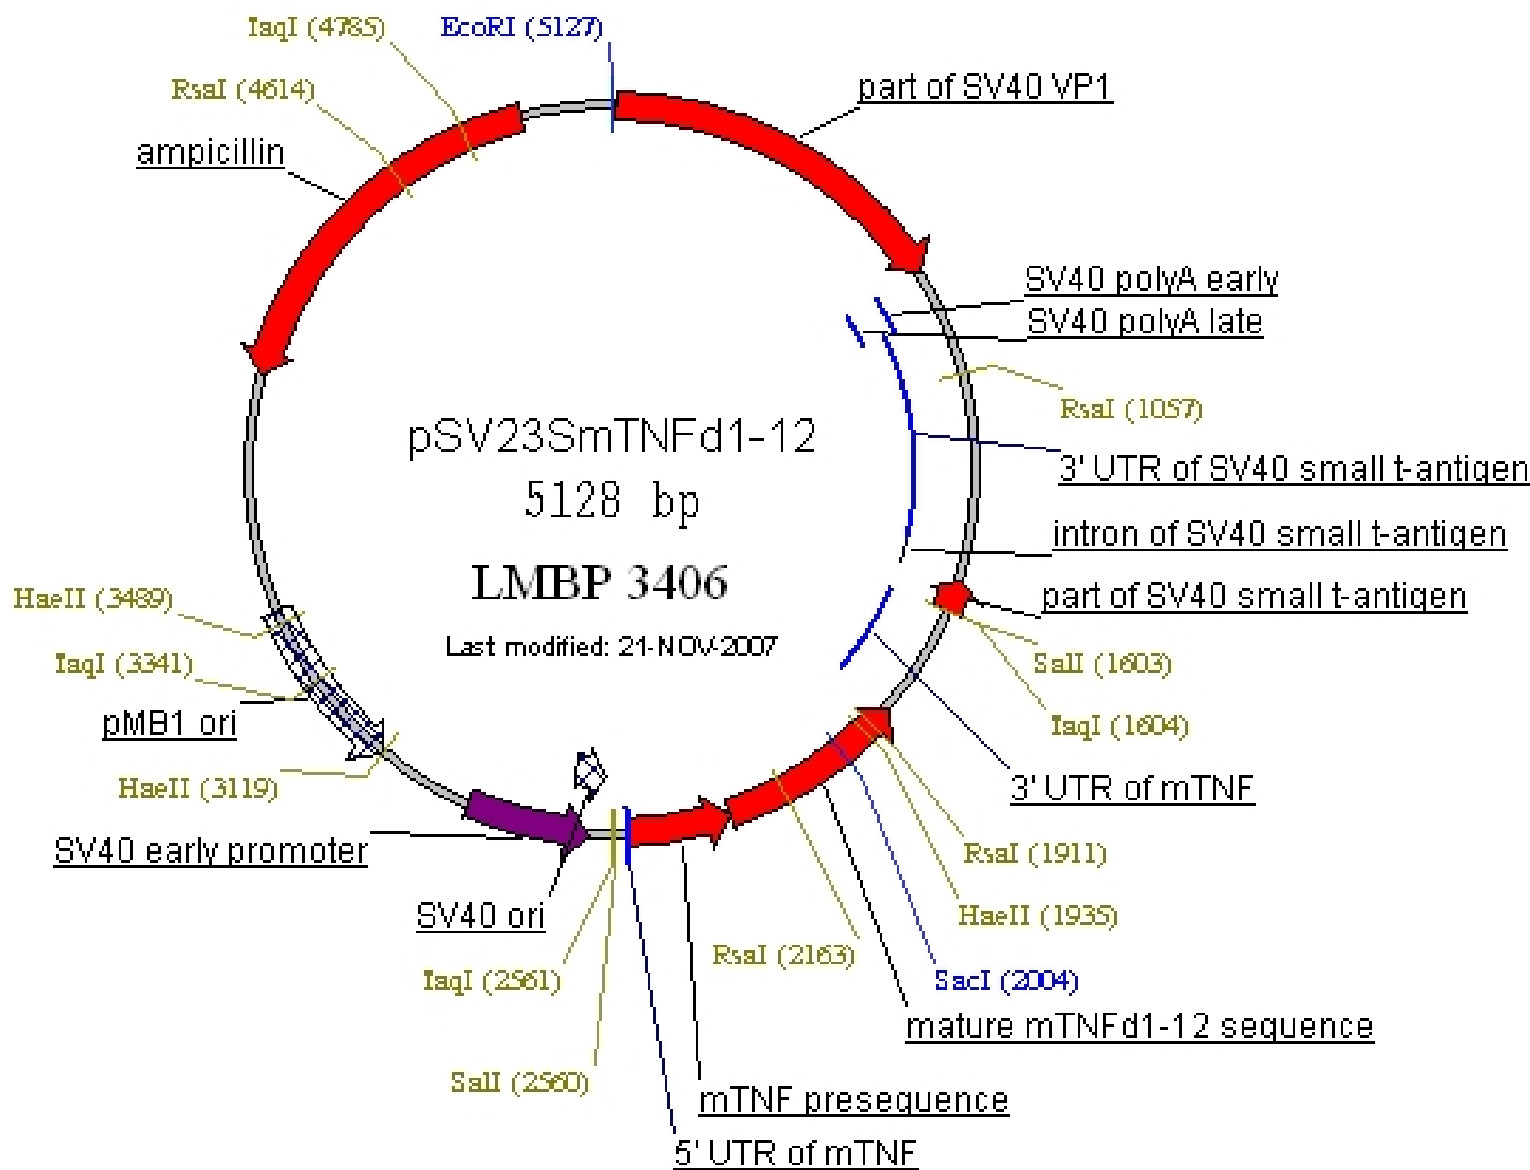 TaqI (4785)
EcoRI (5127)
RsaI (4614)
part of SV40 VP1
ampicillin
SV40 polyA early
SV40 polyA late
RsaI (1057)
pSV23SmTNFd1-12
5128 bp
LMBP 3406
Last modified: 21-NOV-2007
3' UTR of SV40 small t-antigen
intron of SV40 small t-antigen
part of SV40 small t-antigen
HaeII (3489)
TaqI (3341)
pMB1 ori
HaeII (3119)
SalI (1603)
TaqI (1604)
3' UTR of mTNF
SV40 early promoter
RsaI (1911)
SV40 ori
HaeII (1935)
RsaI (2163)
TaqI (2561)
SacI (2004)
mature mTNFd1-12 sequence
SalI (2560)
mTNF presequence
5' UTR of mTNF